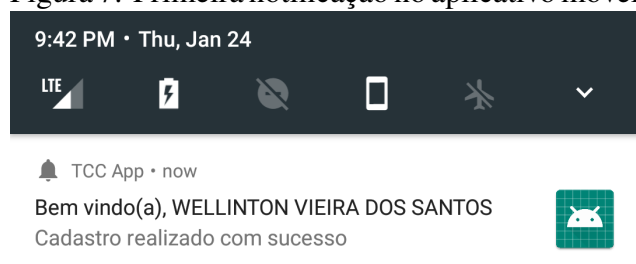 Figura 7: Primeira notificação no aplicativo móvel
9:42 PM • Thu, Jan 24
LTE
TCC App • now
Bem vindo(a), WELLINTON VIEIRA DOS SANTOS
Cadastro realizado com sucesso